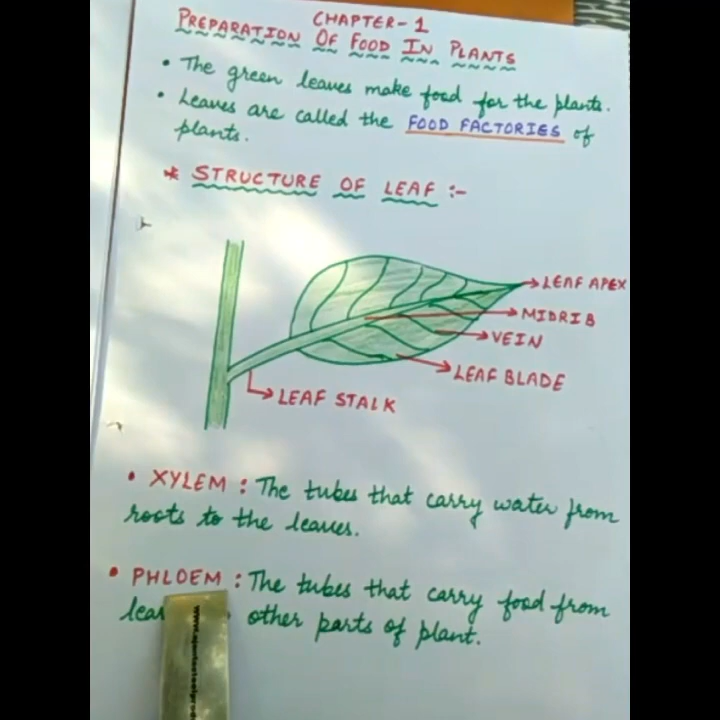 CHAPTER-1
PREPARATION OF FOOD IN PLANTS
• The green leaves make food for the plants.
• Leaves are called the FOOD FACTORIES of
plants.
* STRUCTURE OF LEAF :-
LEAF APEX
MIDRIB
VEIN
LEAF BLADE
LEAF STALK
• XYLEM : The tubes that carry water from
roots to the leaves.
• PHLOEM : The tubes that carry food from
other parts of plant.